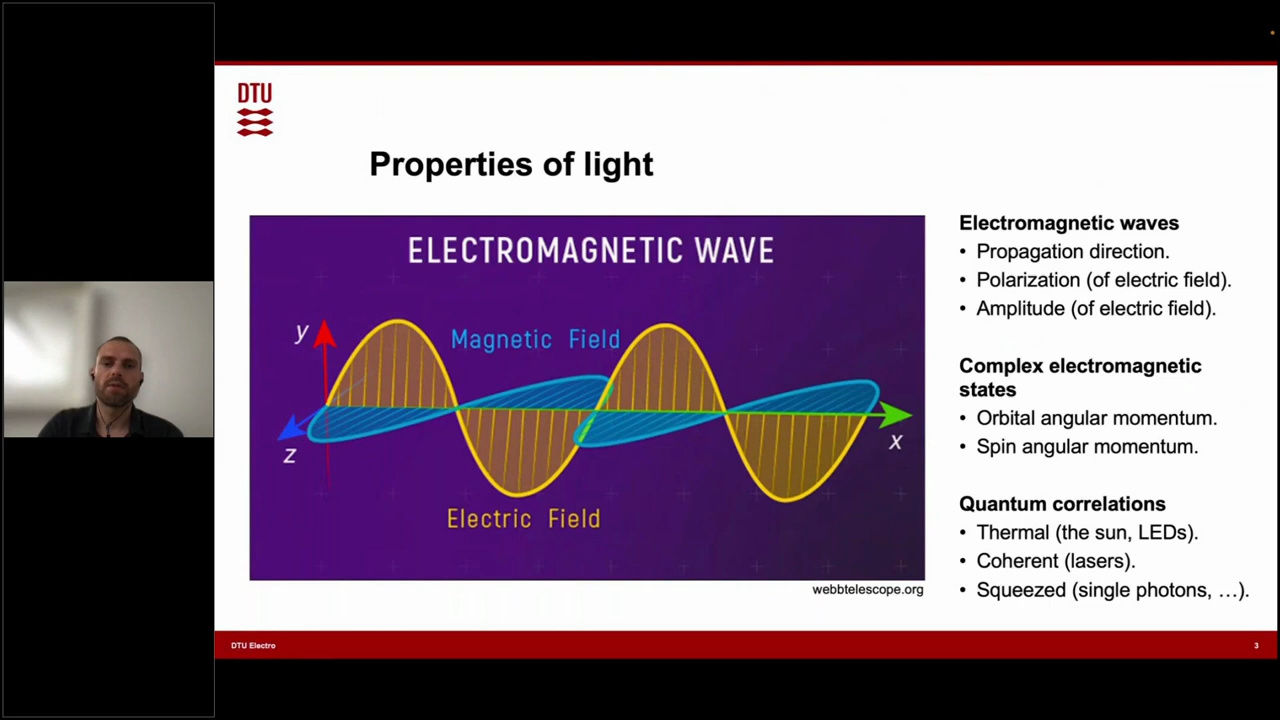 DTU
Properties of light
ELECTROMAGNETIC WAVE
y
Magnetic Field
z
x
Electric Field
webbtelescope.org
Electromagnetic waves
• Propagation direction.
• Polarization (of electric field).
• Amplitude (of electric field).
Complex electromagnetic
states
• Orbital angular momentum.
• Spin angular momentum.
Quantum correlations
• Thermal (the sun, LEDs).
• Coherent (lasers).
• Squeezed (single photons, …).
DTU Electro
3